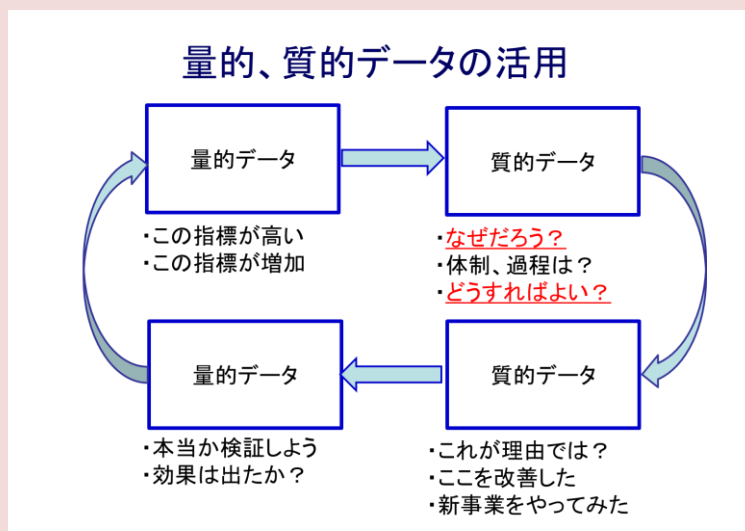 量的、質的データの活用
量的データ
・この指標が高い
・この指標が増加
質的データ
・なぜだろう?
・体制、過程は?
・どうすればよい?
量的データ
・本当か検証しよう
・効果は出たか?
質的データ
・これが理由では?
・ここを改善した
・新事業をやってみた